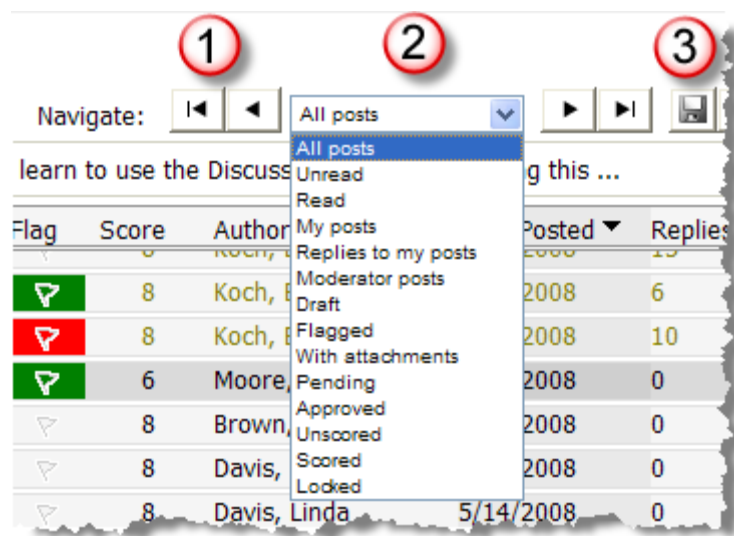 1 2 3
Navigate: All posts
All posts
learn to use the Discuss g this ...
Unread
Read
Flag Score Author Posted Replies
My posts
Replies to my posts
Moderator posts
Draft
Flagged
With attachments
Pending
Approved
Unscored
Scored
Locked
8 Koch, 2008 6
8 Koch, 2008 10
6 Moore, 2008 0
8 Brown, 2008 0
8 Davis, 2008 0
8 Davis, Linda 5/14/2008 0